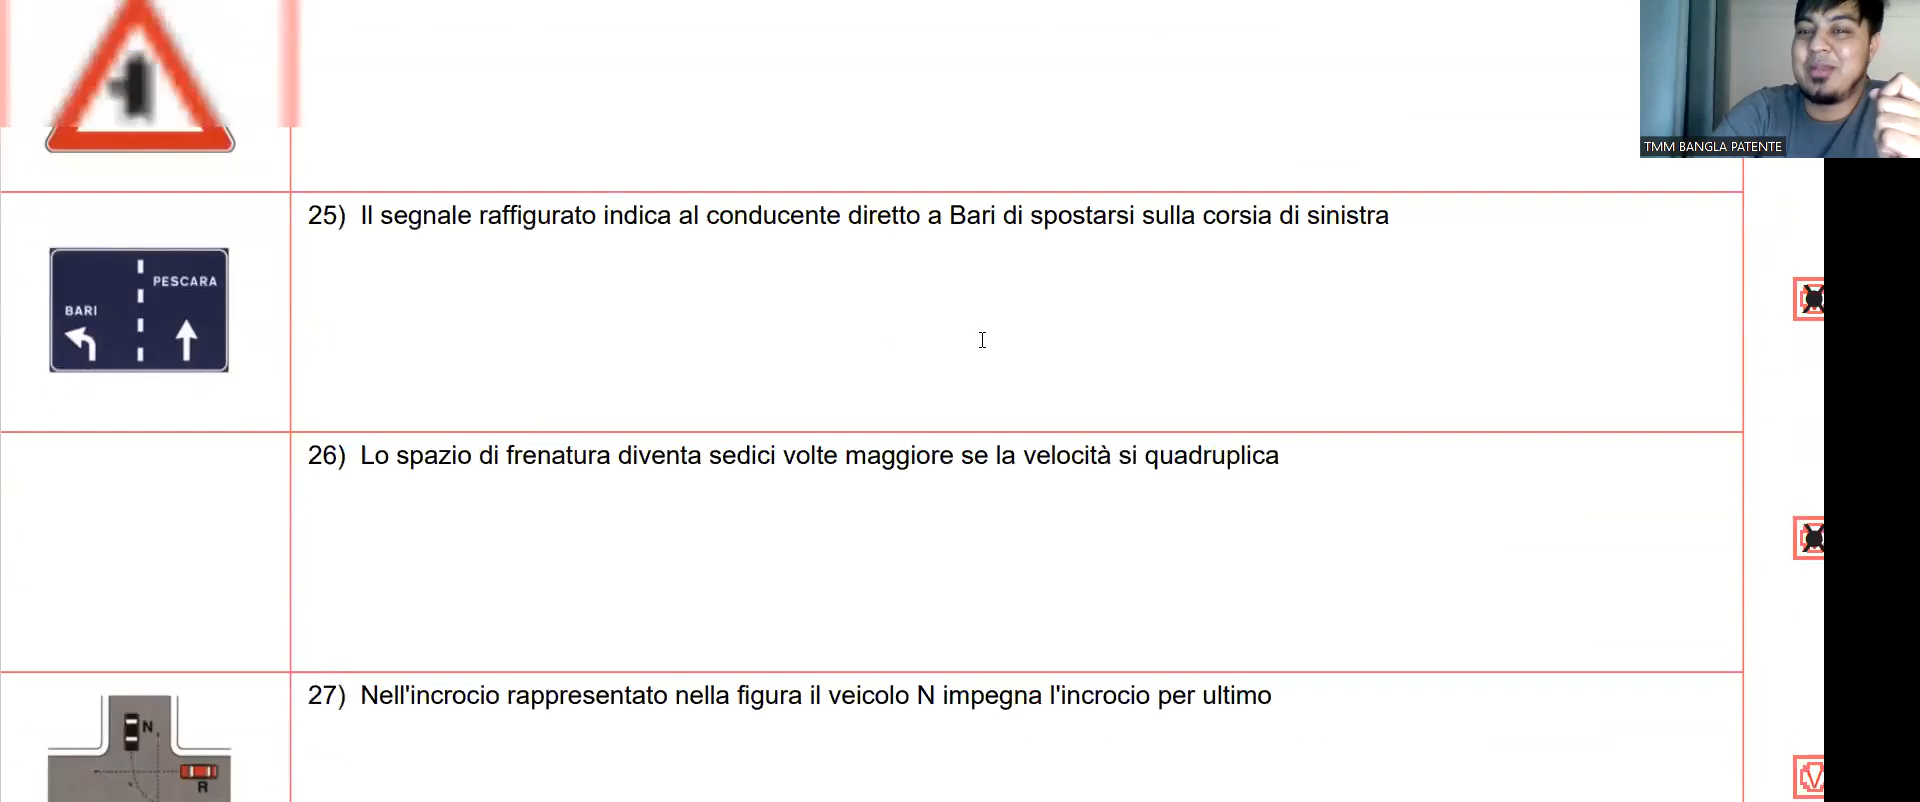 TMM BANGLA PATENTE
25) Il segnale raffigurato indica al conducente diretto a Bari di spostarsi sulla corsia di sinistra
PESCARA
BARI
26) Lo spazio di frenatura diventa sedici volte maggiore se la velocità si quadruplica
27) Nell'incrocio rappresentato nella figura il veicolo N impegna l'incrocio per ultimo
N
R
V